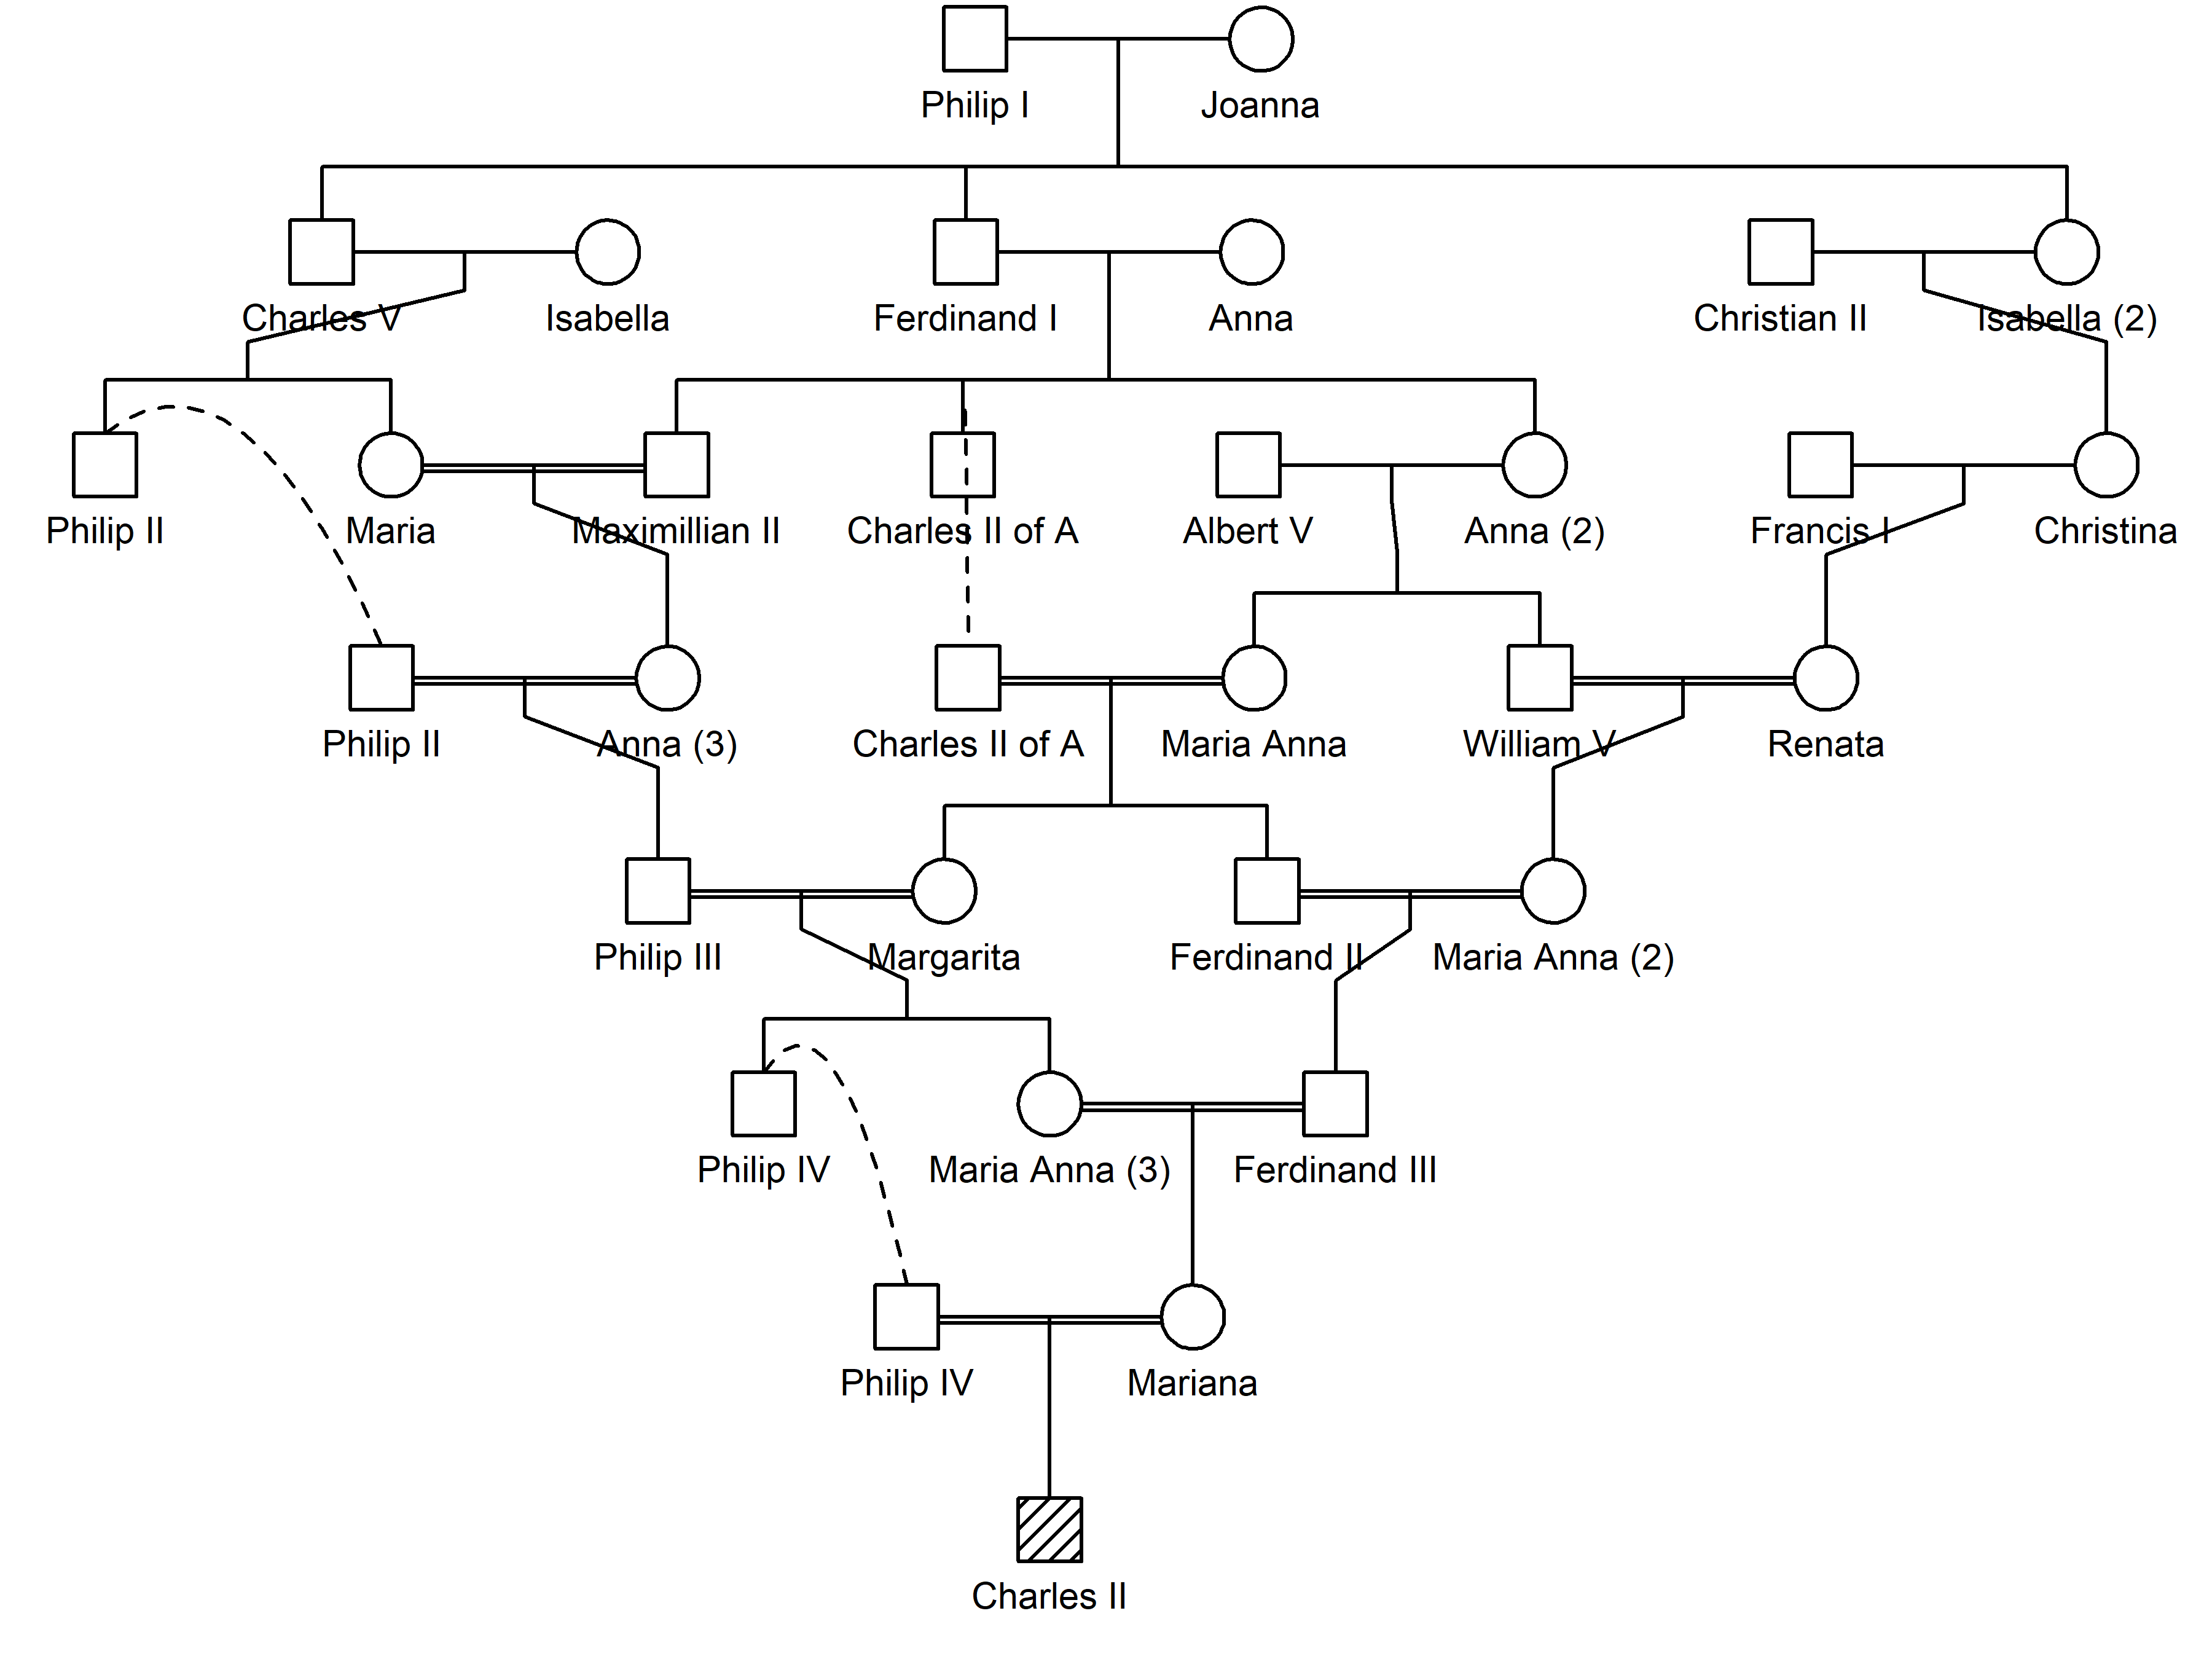 Philip I
Joanna
Charles V
Isabella
Ferdinand I
Anna
Christian II
Isabella (2)
Philip II
Maria
Maximillian II
Charles II of A
Albert V
Anna (2)
Francis I
Christina
Philip II
Anna (3)
Charles II of A
Maria Anna
William V
Renata
Philip III
Margarita
Ferdinand II
Maria Anna (2)
Philip IV
Maria Anna (3)
Ferdinand III
Philip IV
Mariana
Charles II